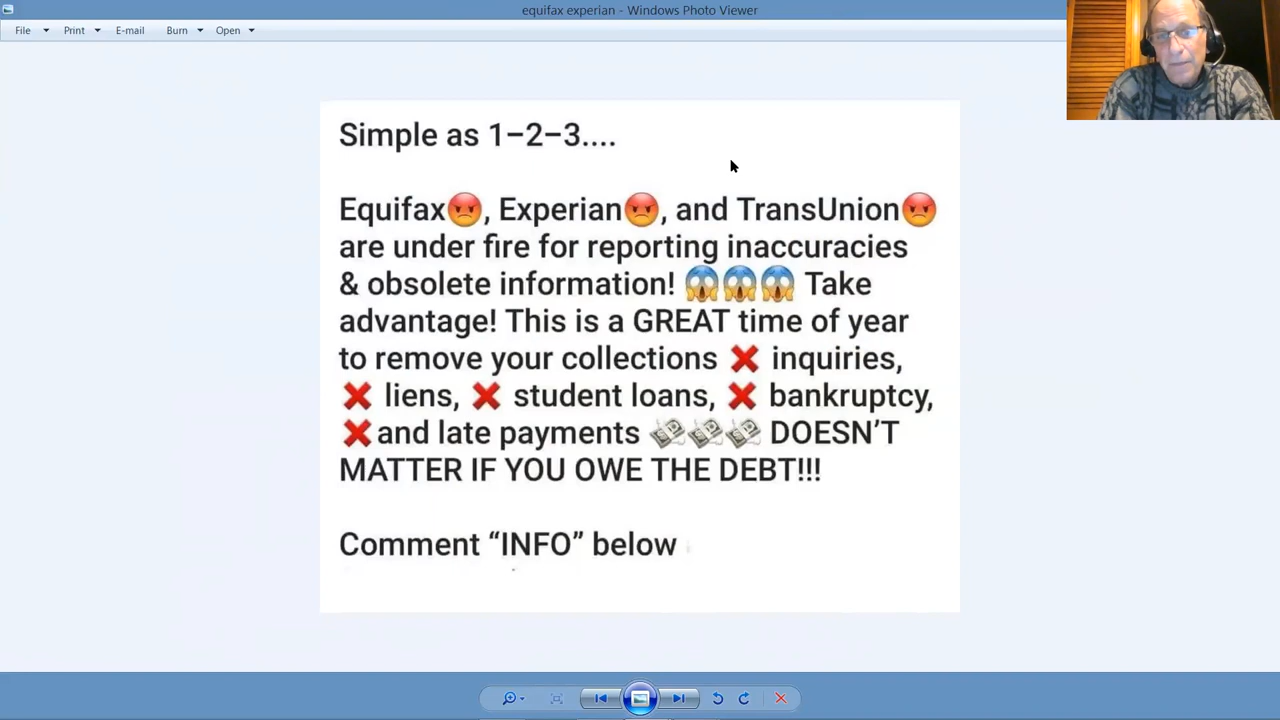 equifax experian - Windows Photo Viewer
File Print E-mail Burn Open
Simple as 1–2–3....
Equifax😡, Experian😡, and TransUnion😡
are under fire for reporting inaccuracies
& obsolete information! 😱😱😱 Take
advantage! This is a GREAT time of year
to remove your collections ❌ inquiries,
❌ liens, ❌ student loans, ❌ bankruptcy,
❌and late payments 💸💸💸 DOESN’T
MATTER IF YOU OWE THE DEBT!!!
Comment “INFO” below